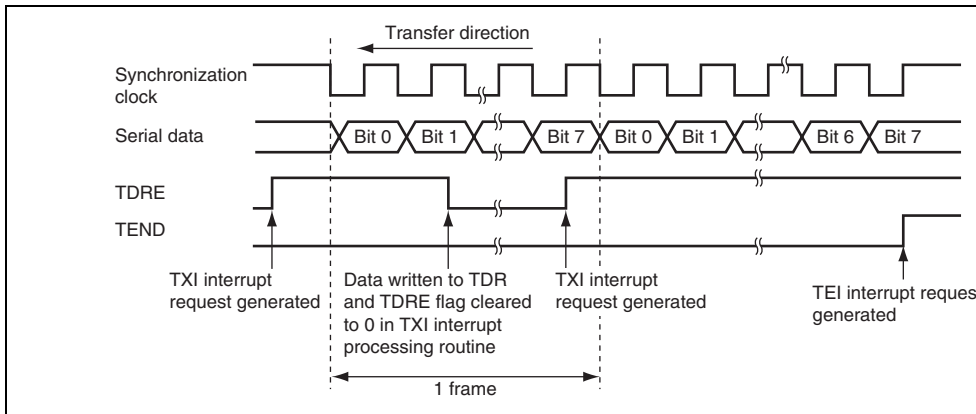 Transfer direction
Synchronization
clock
Serial data
Bit 0
Bit 1
Bit 7
Bit 0
Bit 1
Bit 6
Bit 7
TDRE
TEND
TXI interrupt
request generated
Data written to TDR
and TDRE flag cleared
to 0 in TXI interrupt
processing routine
TXI interrupt
request generated
TEI interrupt reques
generated
1 frame